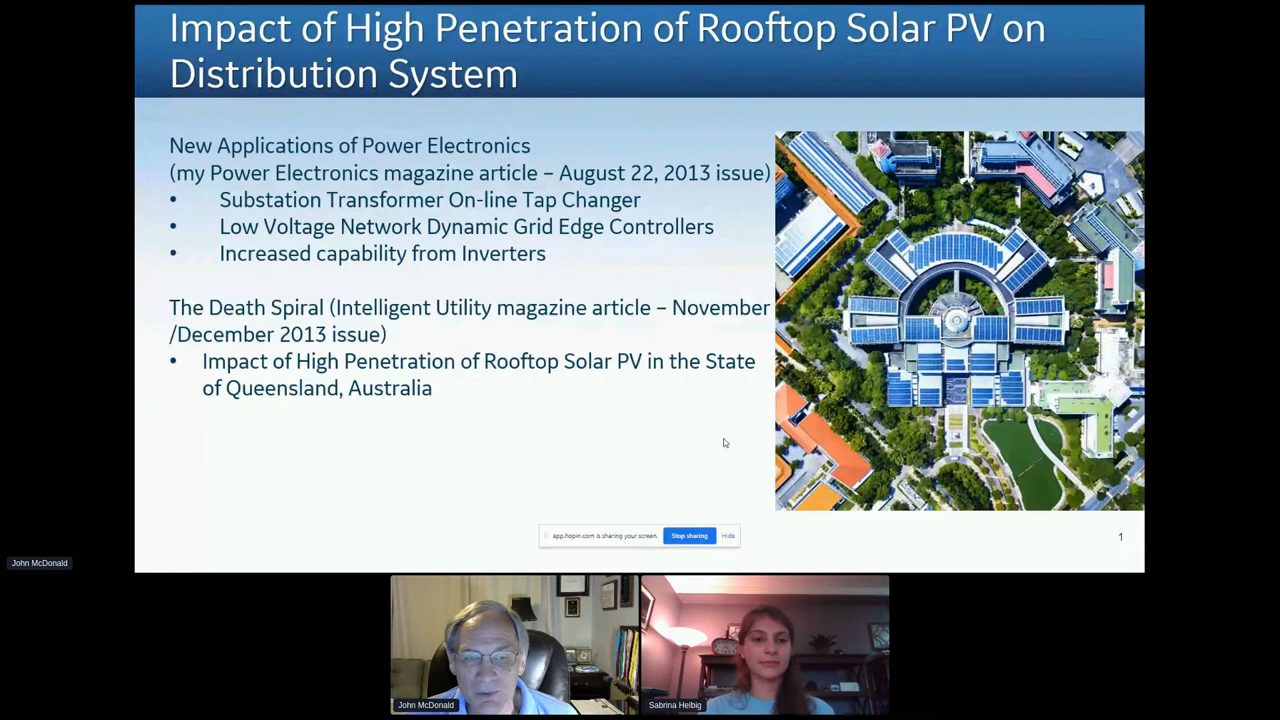 Impact of High Penetration of Rooftop Solar PV on
Distribution System
New Applications of Power Electronics
(my Power Electronics magazine article – August 22, 2013 issue)
• Substation Transformer On-line Tap Changer
• Low Voltage Network Dynamic Grid Edge Controllers
• Increased capability from Inverters
The Death Spiral (Intelligent Utility magazine article – November
/December 2013 issue)
• Impact of High Penetration of Rooftop Solar PV in the State
of Queensland, Australia
app.hopin.com is sharing your screen. Stop sharing Hide
1
John McDonald
John McDonald
Sabrina Helbig